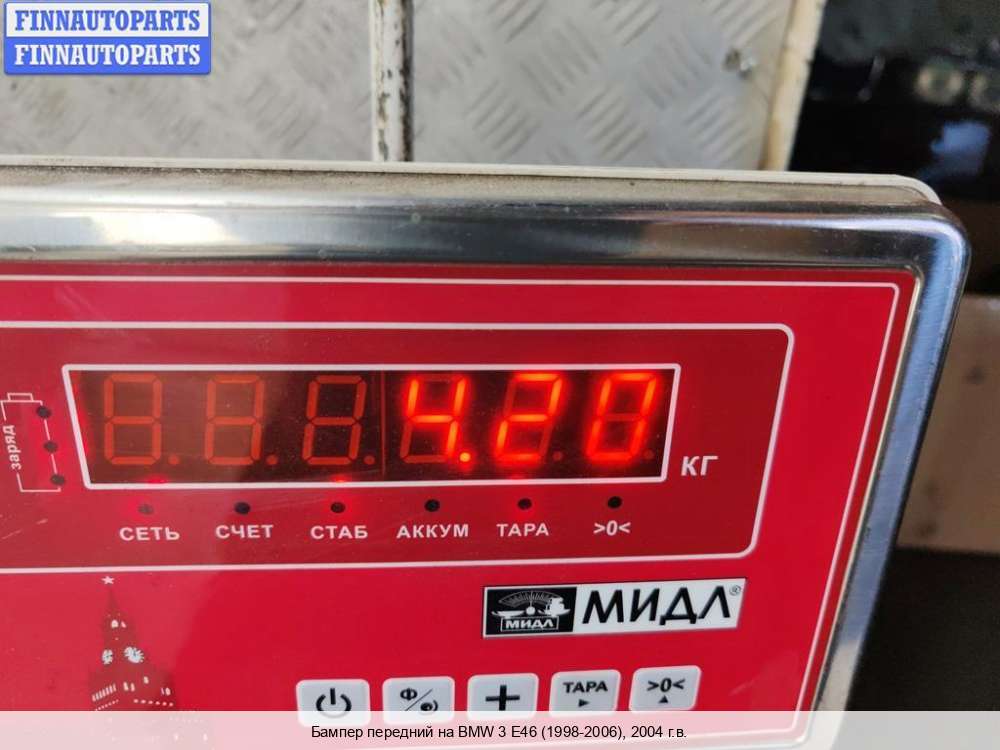 FINNAUTOPARTS
FINNAUTOPARTS
4.20
КГ
заряд
СЕТЬ СЧЕТ СТАБ АККУМ ТАРА >0<
МИДЛ МИДЛ®
Ф/ + ТАРА >0<
Бампер передний на BMW 3 E46 (1998-2006), 2004 г.в.